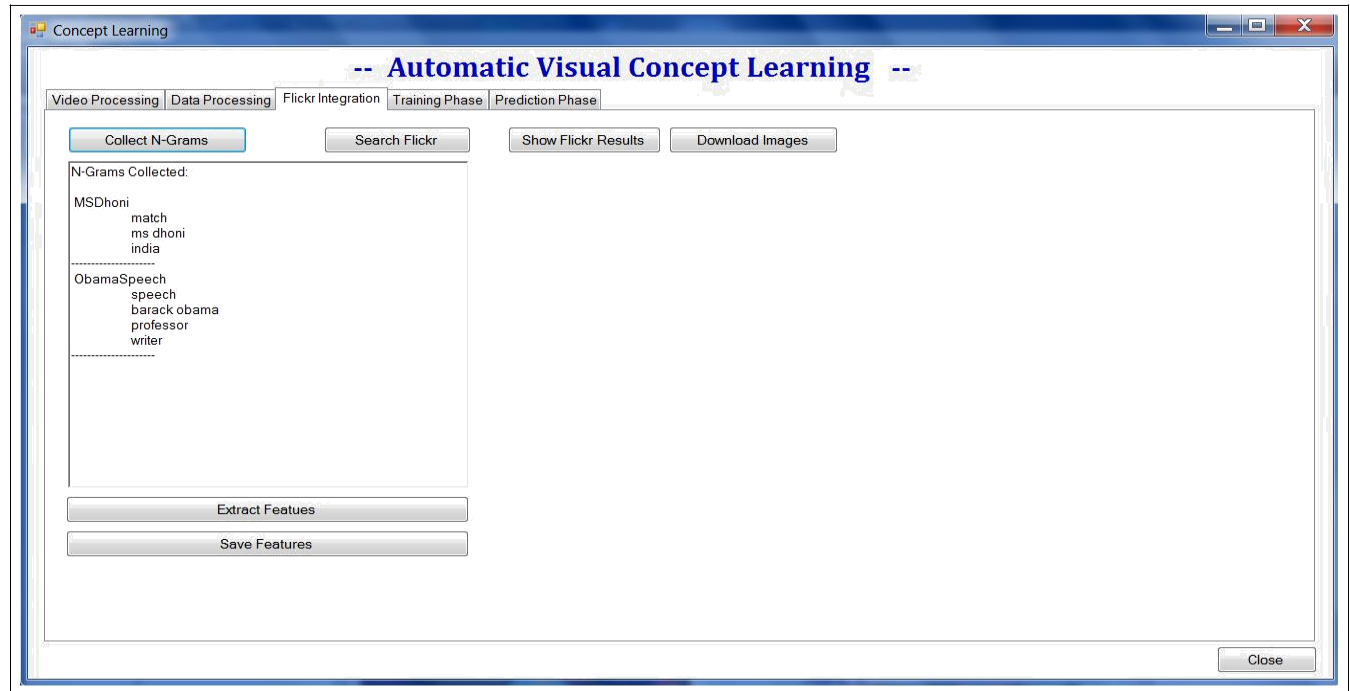 Concept Learning
-- Automatic Visual Concept Learning --
Video Processing Data Processing Flickr Integration Training Phase Prediction Phase
Collect N-Grams Search Flickr Show Flickr Results Download Images
N-Grams Collected:
MSDhoni
match
ms dhoni
india
---------------------
ObamaSpeech
speech
barack obama
professor
writer
---------------------
Extract Featues
Save Features
Close